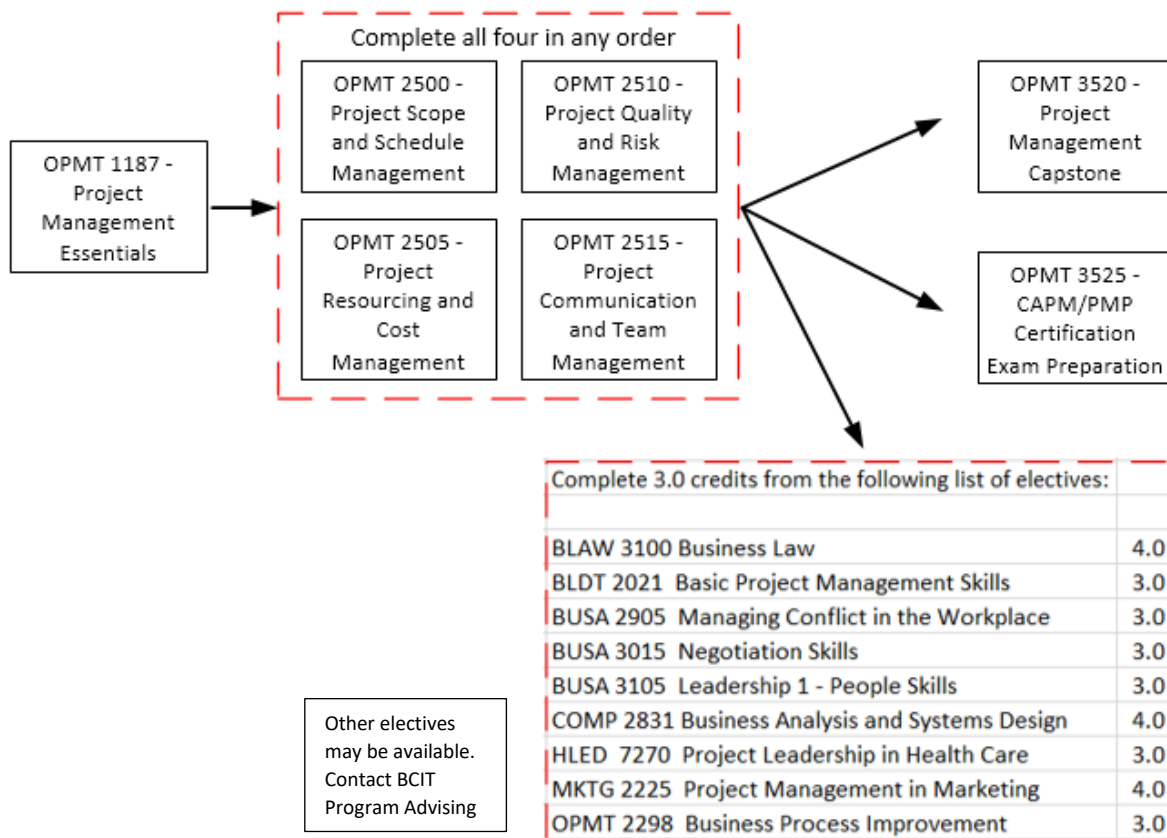 Complete all four in any order
OPMT 1187 -
Project
Management
Essentials
OPMT 2500 -
Project Scope
and Schedule
Management
OPMT 2510 -
Project Quality
and Risk
Management
OPMT 2505 -
Project
Resourcing and
Cost
Management
OPMT 2515 -
Project
Communication
and Team
Management
OPMT 3520 -
Project
Management
Capstone
OPMT 3525 -
CAPM/PMP
Certification
Exam Preparation
Complete 3.0 credits from the following list of electives:
BLAW 3100 Business Law 4.0
BLDT 2021 Basic Project Management Skills 3.0
BUSA 2905 Managing Conflict in the Workplace 3.0
BUSA 3015 Negotiation Skills 3.0
BUSA 3105 Leadership 1 - People Skills 3.0
COMP 2831 Business Analysis and Systems Design 4.0
HLED 7270 Project Leadership in Health Care 3.0
MKTG 2225 Project Management in Marketing 4.0
OPMT 2298 Business Process Improvement 3.0
Other electives
may be available.
Contact BCIT
Program Advising